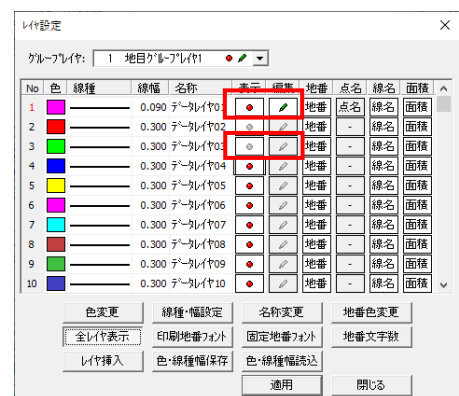 ﾚｲﾔ設定
ｸﾞﾙｰﾌﾟﾚｲﾔ: 1 地目ｸﾞﾙｰﾌﾟﾚｲﾔ1
No 色 線種 線幅 名称 表示 編集 地番 点名 線名 面積
1 0.090 ﾃﾞｰﾀﾚｲﾔ01 地番 点名 線名 面積
2 0.300 ﾃﾞｰﾀﾚｲﾔ02 地番 - 線名 面積
3 0.300 ﾃﾞｰﾀﾚｲﾔ03 地番 - 線名 面積
4 0.300 ﾃﾞｰﾀﾚｲﾔ04 地番 - 線名 面積
5 0.300 ﾃﾞｰﾀﾚｲﾔ05 地番 - 線名 面積
6 0.300 ﾃﾞｰﾀﾚｲﾔ06 地番 - 線名 面積
7 0.300 ﾃﾞｰﾀﾚｲﾔ07 地番 - 線名 面積
8 0.300 ﾃﾞｰﾀﾚｲﾔ08 地番 - 線名 面積
9 0.300 ﾃﾞｰﾀﾚｲﾔ09 地番 - 線名 面積
10 0.300 ﾃﾞｰﾀﾚｲﾔ10 地番 - 線名 面積
色変更 線種・幅設定 名称変更 地番色変更
全ﾚｲﾔ表示 印刷地番ﾌｫﾝﾄ 固定地番ﾌｫﾝﾄ 地番文字数
ﾚｲﾔ挿入 色・線種幅保存 色・線種幅読込
適用 閉じる